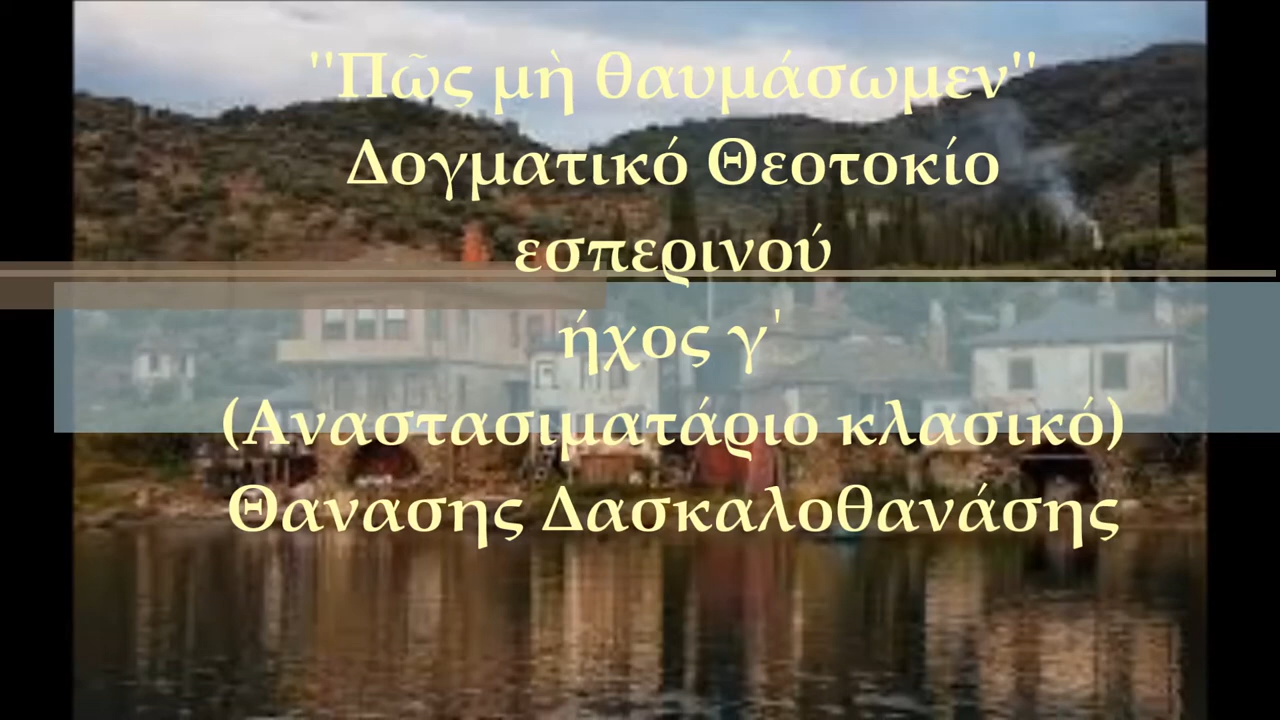 "Πῶς μὴ θαυμάσωμεν"
Δογματικό Θεοτοκίο
εσπερινού
ήχος γ'
(Αναστασιματάριο κλασικό)
Θανασης Δασκαλοθανάσης